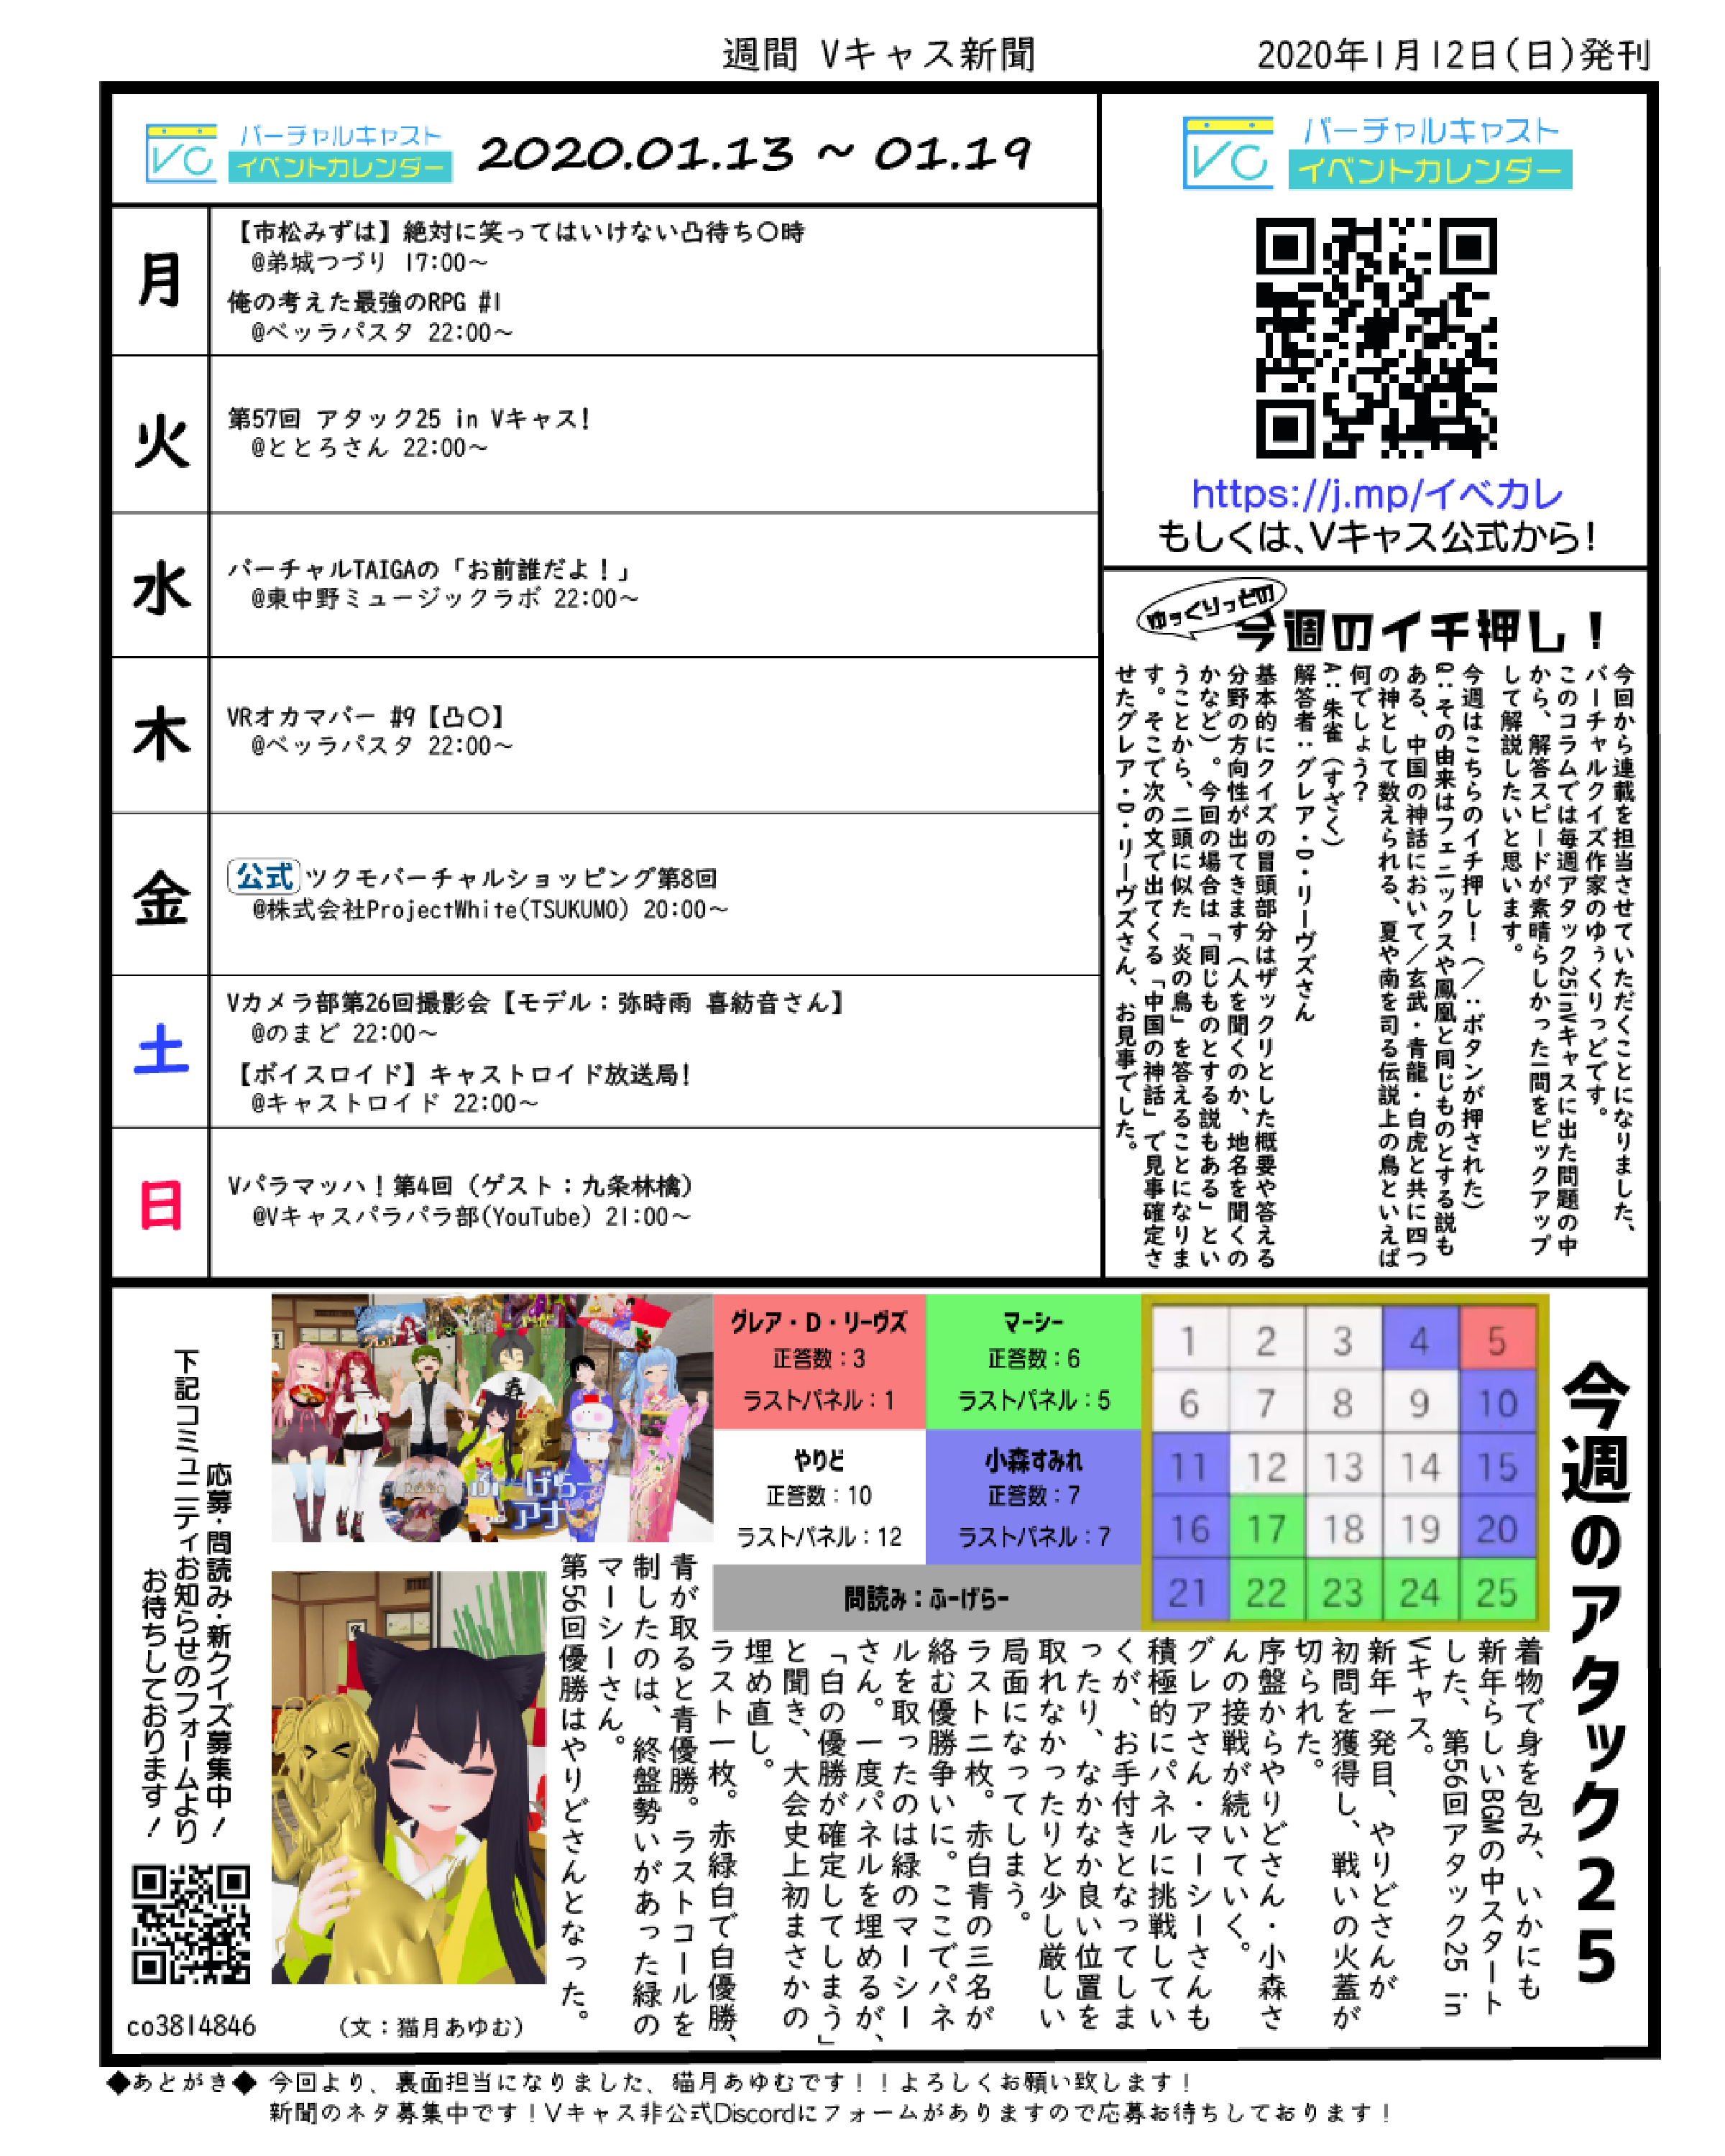 週間 Vキャス新聞
2020年1月12日(日)発刊
バーチャルキャスト
イベントカレンダー
2020.01.13 ~ 01.19
月
【市松みずは】絶対に笑ってはいけない凸待ち〇時
@弟城つづり 17:00～
俺の考えた最強のRPG #1
@ベッラパスタ 22:00～
火
第57回 アタック25 in Vキャス!
@ととろさん 22:00～
水
バーチャルTAIGAの「お前誰だよ！」
@東中野ミュージックラボ 22:00～
木
VRオカマバー #9【凸〇】
@ベッラパスタ 22:00～
金
公式 ツクモバーチャルショッピング第8回
@株式会社ProjectWhite(TSUKUMO) 20:00～
土
Vカメラ部第26回撮影会【モデル：弥時雨 喜紡音さん】
@のまど 22:00～
【ボイスロイド】キャストロイド放送局!
@キャストロイド 22:00～
日
Vパラマッハ！第4回（ゲスト：九条林檎）
@Vキャスパラパラ部(YouTube) 21:00～
バーチャルキャスト
イベントカレンダー
VC
VC
https://j.mp/イベカレ
もしくは、Vキャス公式から!
ゆっくりっどの
今週のイチ押し！
今回から連載を担当させていただくことになりました、
バーチャルクイズ作家のゆぅくりっどです。
このコラムでは毎週アタック25inVキャスに出た問題の中
から、解答スピードが素晴らしかった一問をピックアップ
して解説したいと思います。
今週はこちらのイチ押し！（／：ボタンが押された）
Q：その由来はフェニックスや鳳凰と同じものとする説も
ある、中国の神話において／玄武・青龍・白虎と共に四つ
の神として数えられる、夏や南を司る伝説上の鳥といえば
何でしょう？
A：朱雀（すざく）
解答者：グレア・D・リーヴズさん
基本的にクイズの冒頭部分はザックリとした概要や答える
分野の方向性が出てきます（人を聞くのか、地名を聞くの
かなど）。今回の場合は「同じものとする説もある」とい
うことから、二頭に似た「炎の鳥」を答えることになりま
す。そこで次の文で出てくる「中国の神話」で見事確定さ
せたグレア・D・リーヴズさん、お見事でした。
今週のアタック25
1 2 3 4 5
6 7 8 9 10
11 12 13 14 15
16 17 18 19 20
21 22 23 24 25
グレア・D・リーヴズ
正答数：3
ラストパネル：1
マーシー
正答数：6
ラストパネル：5
やりど
正答数：10
ラストパネル：12
小森すみれ
正答数：7
ラストパネル：7
問読み：ふーげらー
ふーげらー
アナ
着物で身を包み、いかにも
新年らしいBGMの中スタート
した、第56回アタック25 in
Vキャス。
新年一発目、やりどさんが
初問を獲得し、戦いの火蓋が
切られた。
序盤からやりどさん・小森さ
んの接戦が続いていく。
グレアさん・マーシーさんも
積極的にパネルに挑戦してい
くが、お手付きとなってしま
ったり、なかなか良い位置を
取れなかったりと少し厳しい
局面になってしまう。
ラスト二枚。赤白青の三名が
絡む優勝争いに。ここでパネ
ルを取ったのは緑のマーシー
さん。一度パネルを埋めるが、
「白の優勝が確定してしまう」
と聞き、大会史上初まさかの
埋め直し。
ラスト一枚。赤緑白で白優勝、
青が取ると青優勝。ラストコールを
制したのは、終盤勢いがあった緑の
マーシーさん。
第56回優勝はやりどさんとなった。
（文：猫月あゆむ）
応募・問読み・新クイズ募集中！
下記コミュニティお知らせのフォームより
お待ちしております！
co3814846
◆あとがき◆ 今回より、裏面担当になりました、猫月あゆむです！！よろしくお願い致します！
新聞のネタ募集中です！Vキャス非公式Discordにフォームがありますので応募お待ちしております！